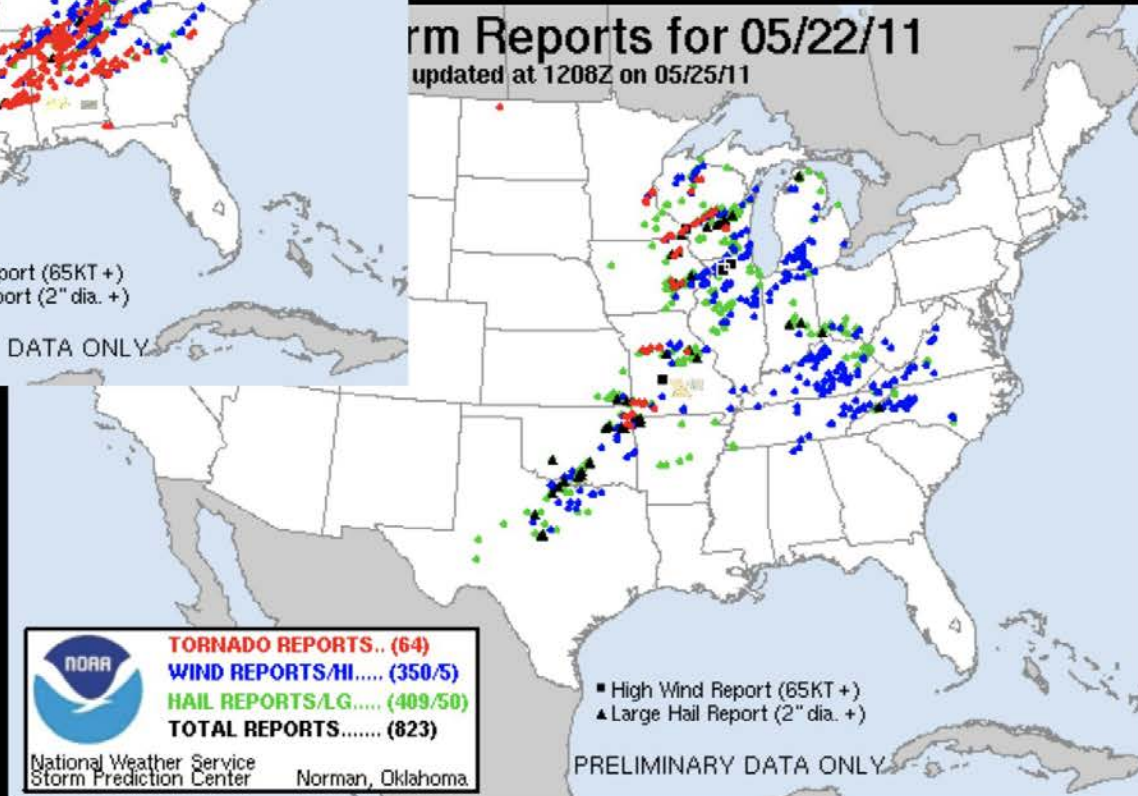 rm Reports for 05/22/11
updated at 1208Z on 05/25/11
port (65KT +)
ort (2" dia. +)
DATA ONLY
NOAA
TORNADO REPORTS.. (64)
WIND REPORTS/HI..... (350/5)
HAIL REPORTS/LG..... (409/50)
TOTAL REPORTS....... (823)
National Weather Service
Storm Prediction Center Norman, Oklahoma
High Wind Report (65KT +)
Large Hail Report (2" dia. +)
PRELIMINARY DATA ONLY